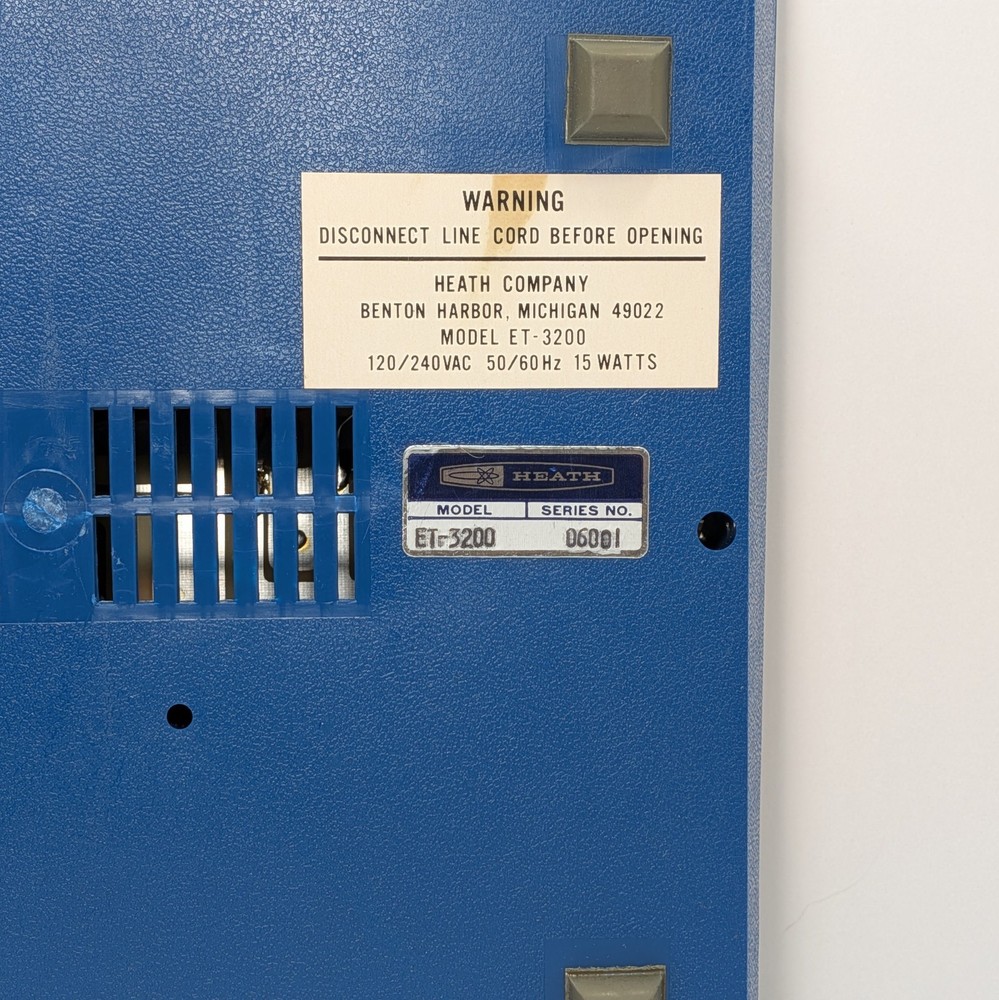 WARNING
DISCONNECT LINE CORD BEFORE OPENING
HEATH COMPANY
BENTON HARBOR, MICHIGAN 49022
MODEL ET-3200
120/240VAC 50/60Hz 15 WATTS
HEATH
MODEL SERIES NO.
ET-3200 06001